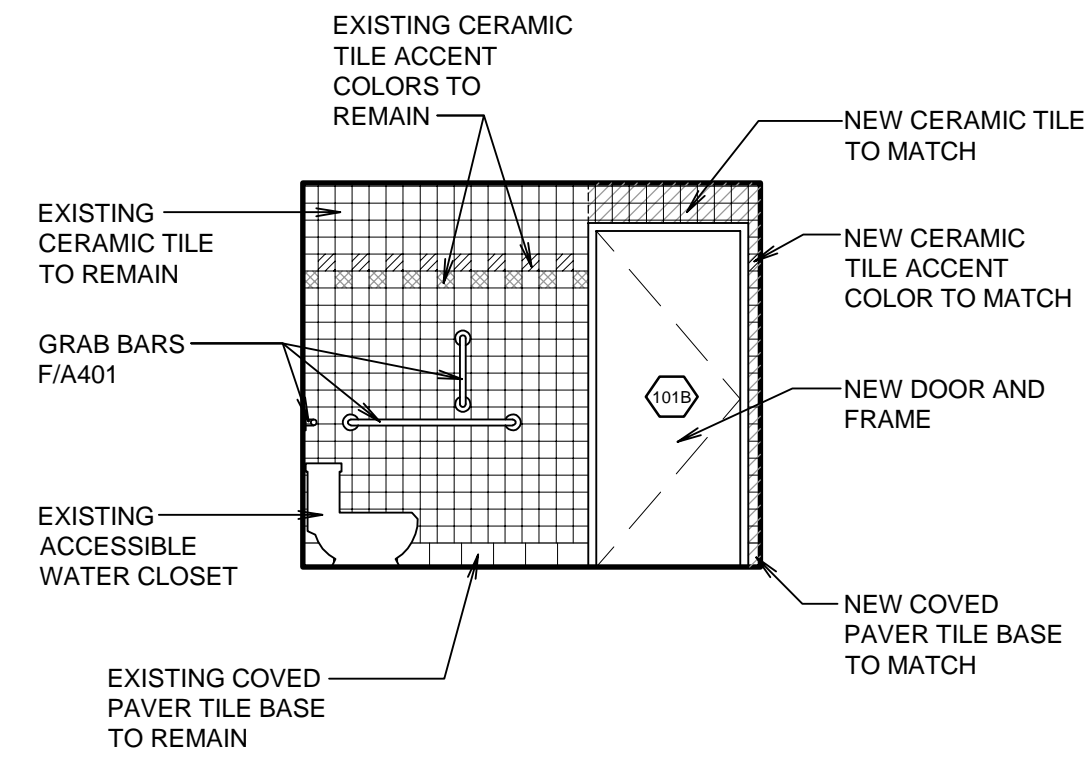 EXISTING CERAMIC
TILE ACCENT
COLORS TO
REMAIN
NEW CERAMIC TILE
TO MATCH
EXISTING
CERAMIC TILE
TO REMAIN
NEW CERAMIC
TILE ACCENT
COLOR TO MATCH
GRAB BARS
F/A401
101B
NEW DOOR AND
FRAME
EXISTING
ACCESSIBLE
WATER CLOSET
NEW COVED
PAVER TILE BASE
TO MATCH
EXISTING COVED
PAVER TILE BASE
TO REMAIN